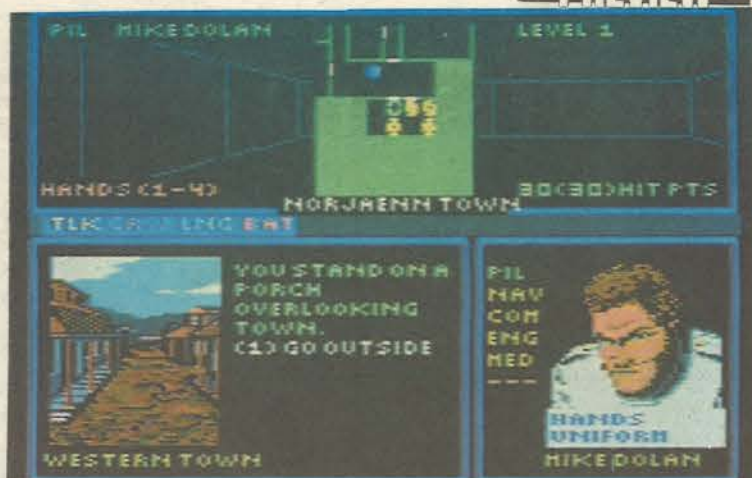 PIL MIKE DOLAN
LEVEL 1
HANDS (1-4)
30(30) HIT PTS
NORJAENN TOWN
TLK
ENG BAT
YOU STAND ON A
PORCH
OVERLOOKING
TOWN.
(1) GO OUTSIDE
WESTERN TOWN
PIL
NAV
COM
ENG
MED
---
HANDS
UNIFORM
MIKE DOLAN